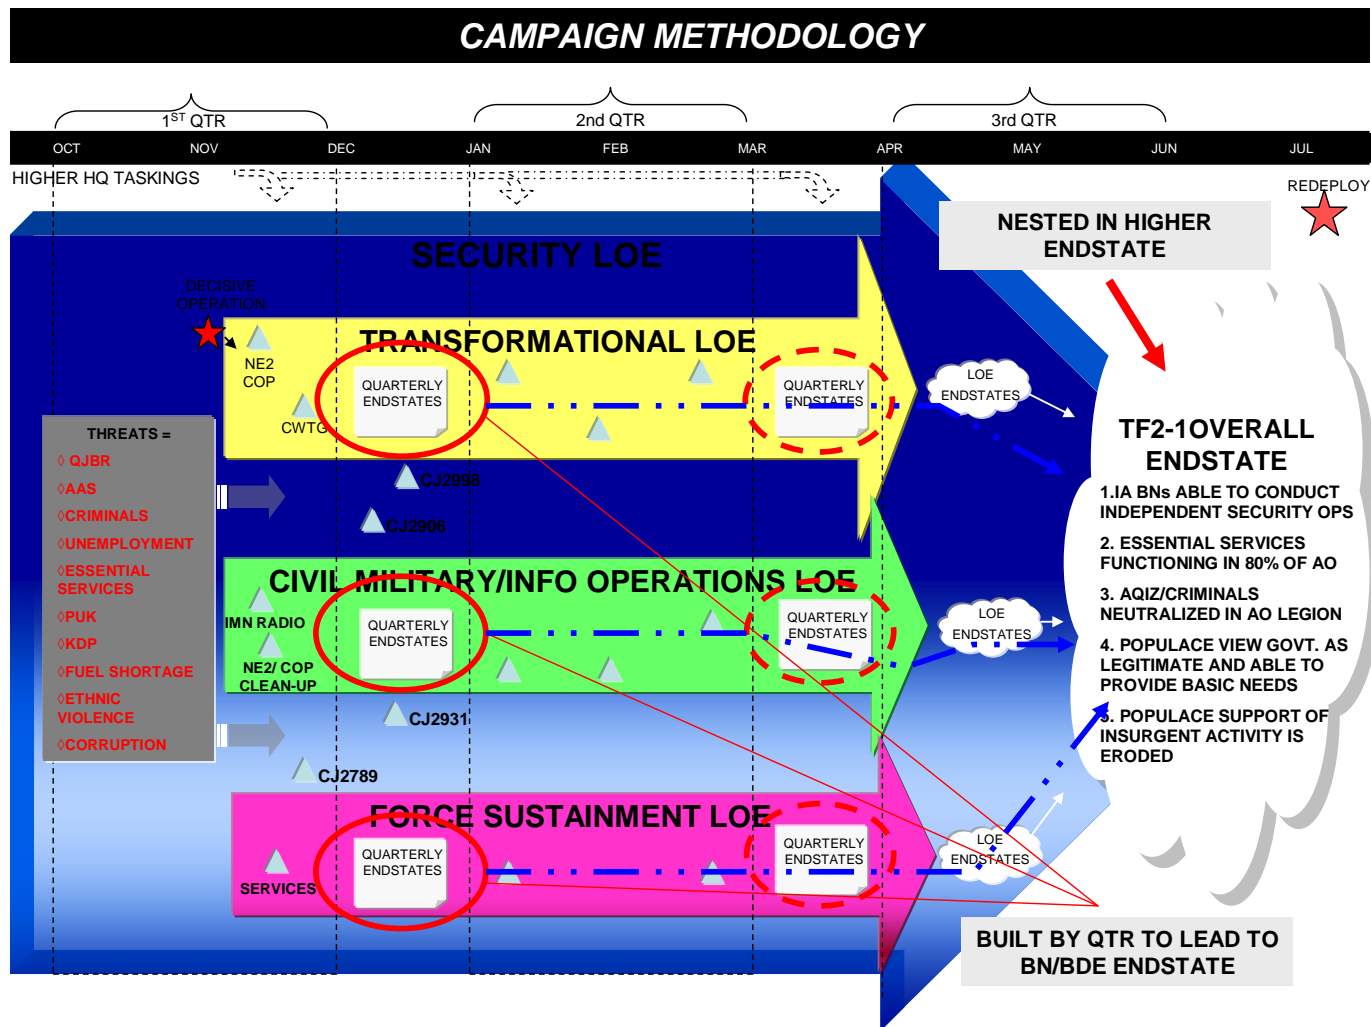 CAMPAIGN METHODOLOGY
1ST QTR
2nd QTR
3rd QTR
OCT
NOV
DEC
JAN
FEB
MAR
APR
MAY
JUN
JUL
HIGHER HQ TASKINGS
REDEPLOY
NESTED IN HIGHER
ENDSTATE
SECURITY LOE
DECISIVE
OPERATION
TRANSFORMATIONAL LOE
NE2
COP
CWTG
QUARTERLY
ENDSTATES
QUARTERLY
ENDSTATES
LOE
ENDSTATES
CJ2998
CJ2906
THREATS =
◊ QJBR
◊AAS
◊CRIMINALS
◊UNEMPLOYMENT
◊ESSENTIAL
SERVICES
◊PUK
◊KDP
◊FUEL SHORTAGE
◊ETHNIC
VIOLENCE
◊CORRUPTION
CIVIL MILITARY/INFO OPERATIONS LOE
IMN RADIO
NE2/ COP
CLEAN-UP
QUARTERLY
ENDSTATES
QUARTERLY
ENDSTATES
LOE
ENDSTATES
CJ2931
CJ2789
FORCE SUSTAINMENT LOE
SERVICES
QUARTERLY
ENDSTATES
QUARTERLY
ENDSTATES
LOE
ENDSTATES
TF2-1OVERALL
ENDSTATE
1.IA BNs ABLE TO CONDUCT
INDEPENDENT SECURITY OPS
2. ESSENTIAL SERVICES
FUNCTIONING IN 80% OF AO
3. AQIZ/CRIMINALS
NEUTRALIZED IN AO LEGION
4. POPULACE VIEW GOVT. AS
LEGITIMATE AND ABLE TO
PROVIDE BASIC NEEDS
5. POPULACE SUPPORT OF
INSURGENT ACTIVITY IS
ERODED
BUILT BY QTR TO LEAD TO
BN/BDE ENDSTATE